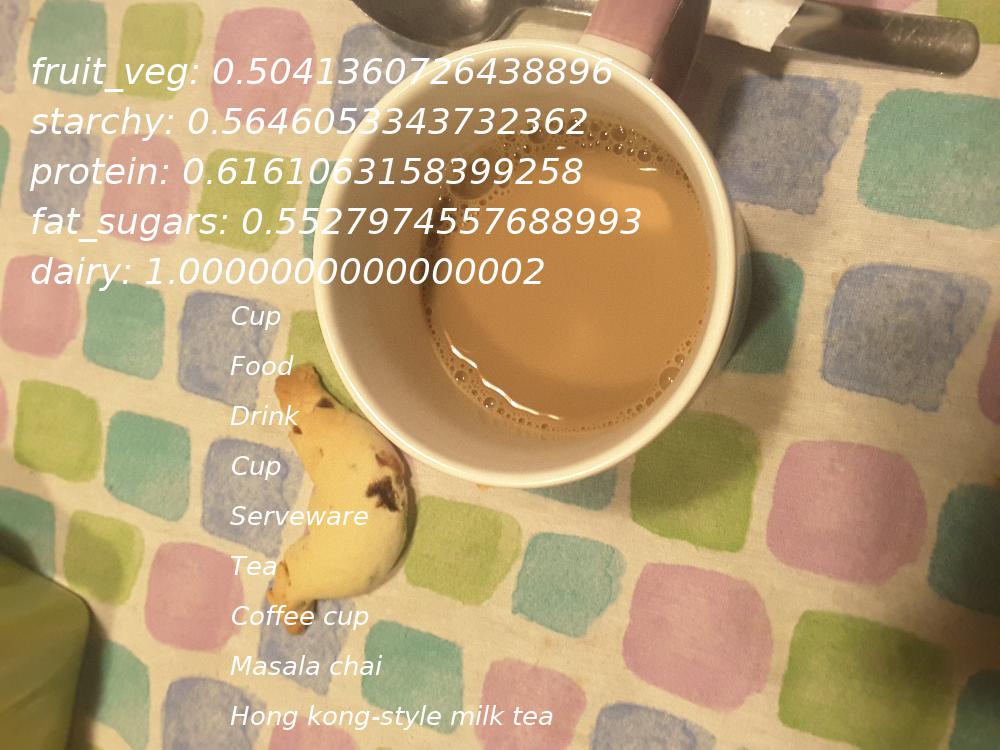 fruit_veg: 0.5041360726438896
starchy: 0.5646053343732362
protein: 0.6161063158399258
fat_sugars: 0.5527974557688993
dairy: 1.0000000000000002
Cup
Food
Drink
Cup
Serveware
Tea
Coffee cup
Masala chai
Hong kong-style milk tea